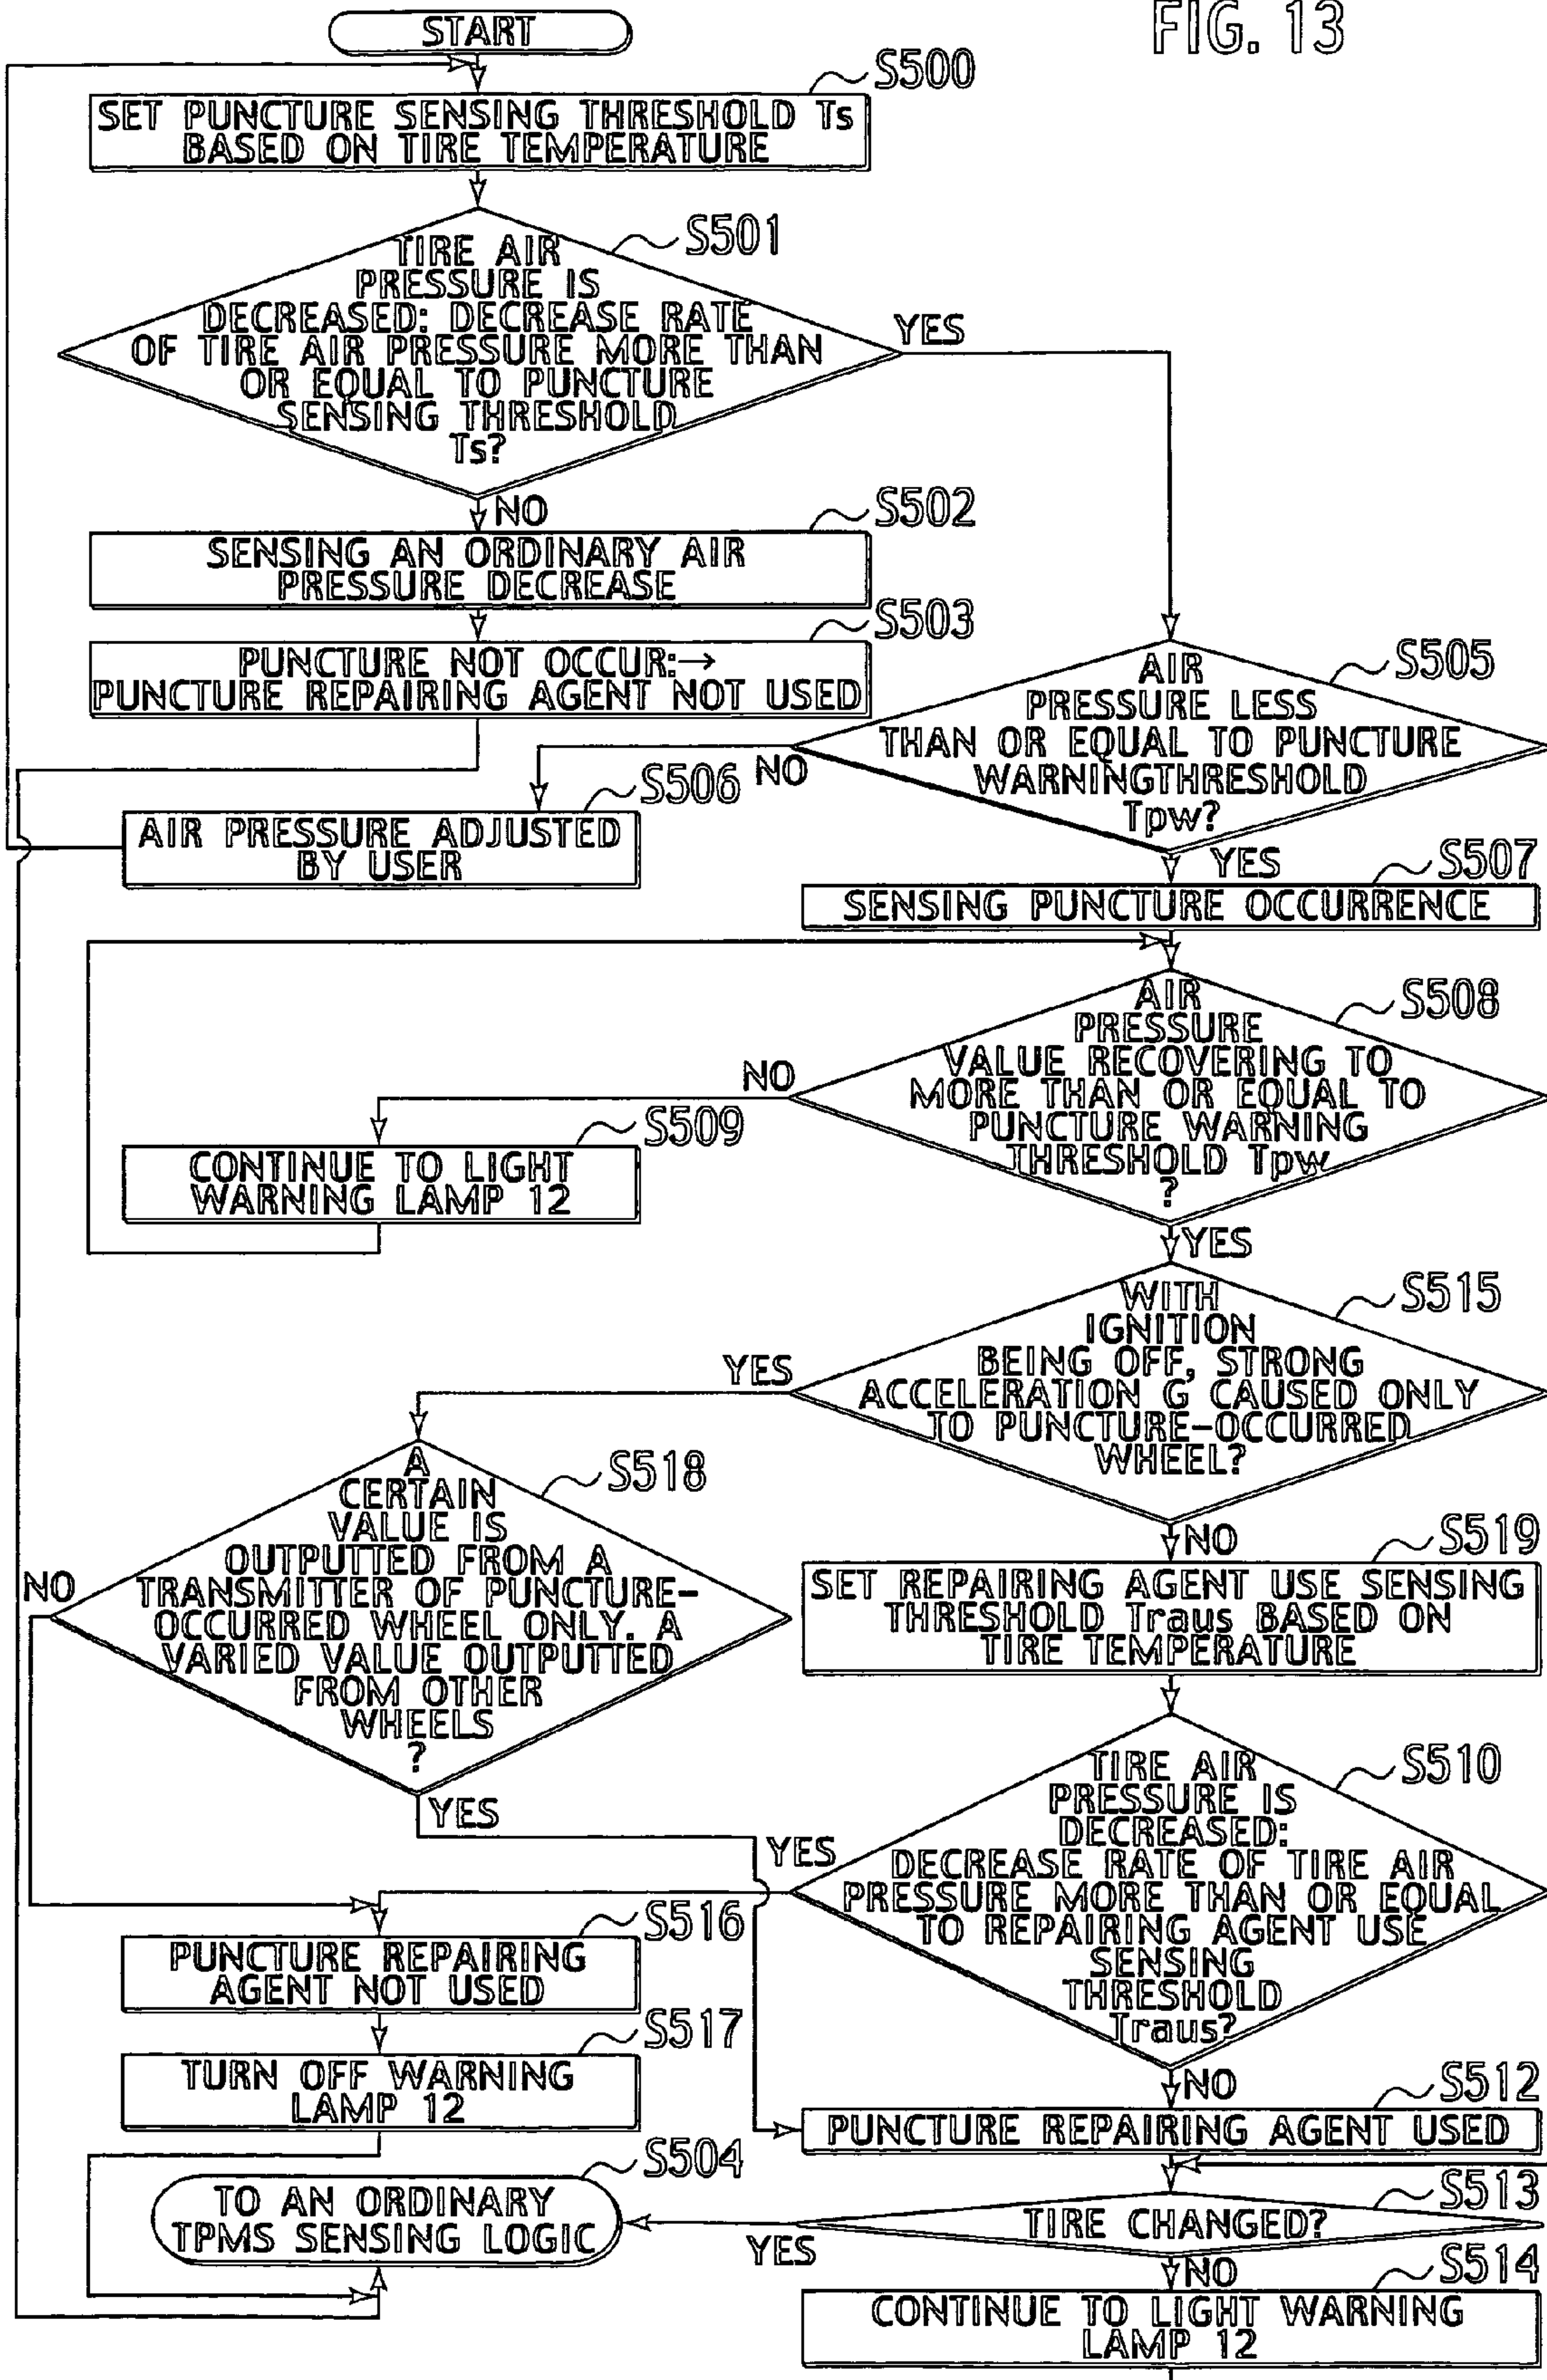 FIG. 13
START
S500
SET PUNCTURE SENSING THRESHOLD Ts
BASED ON TIRE TEMPERATURE
S501
TIRE AIR
PRESSURE IS
DECREASED: DECREASE RATE
OF TIRE AIR PRESSURE MORE THAN
OR EQUAL TO PUNCTURE
SENSING THRESHOLD
Ts?
YES
NO
S502
SENSING AN ORDINARY AIR
PRESSURE DECREASE
S503
PUNCTURE NOT OCCUR:→
PUNCTURE REPAIRING AGENT NOT USED
S505
AIR
PRESSURE LESS
THAN OR EQUAL TO PUNCTURE
WARNINGTHRESHOLD
Tpw?
NO
S506
AIR PRESSURE ADJUSTED
BY USER
YES
S507
SENSING PUNCTURE OCCURRENCE
S508
AIR
PRESSURE
VALUE RECOVERING TO
MORE THAN OR EQUAL TO
PUNCTURE WARNING
THRESHOLD Tpw
?
NO
S509
CONTINUE TO LIGHT
WARNING LAMP 12
YES
S515
WITH
IGNITION
BEING OFF, STRONG
ACCELERATION G CAUSED ONLY
TO PUNCTURE-OCCURRED
WHEEL?
YES
S518
A
CERTAIN
VALUE IS
OUTPUTTED FROM A
TRANSMITTER OF PUNCTURE-
OCCURRED WHEEL ONLY. A
VARIED VALUE OUTPUTTED
FROM OTHER
WHEELS
?
NO
YES
NO
S519
SET REPAIRING AGENT USE SENSING
THRESHOLD Traus BASED ON
TIRE TEMPERATURE
S510
TIRE AIR
PRESSURE IS
DECREASED:
DECREASE RATE OF TIRE AIR
PRESSURE MORE THAN OR EQUAL
TO REPAIRING AGENT USE
SENSING
THRESHOLD
Traus?
YES
S516
PUNCTURE REPAIRING
AGENT NOT USED
S517
TURN OFF WARNING
LAMP 12
NO
S512
PUNCTURE REPAIRING AGENT USED
S504
TO AN ORDINARY
TPMS SENSING LOGIC
S513
TIRE CHANGED?
YES
NO
S514
CONTINUE TO LIGHT WARNING
LAMP 12